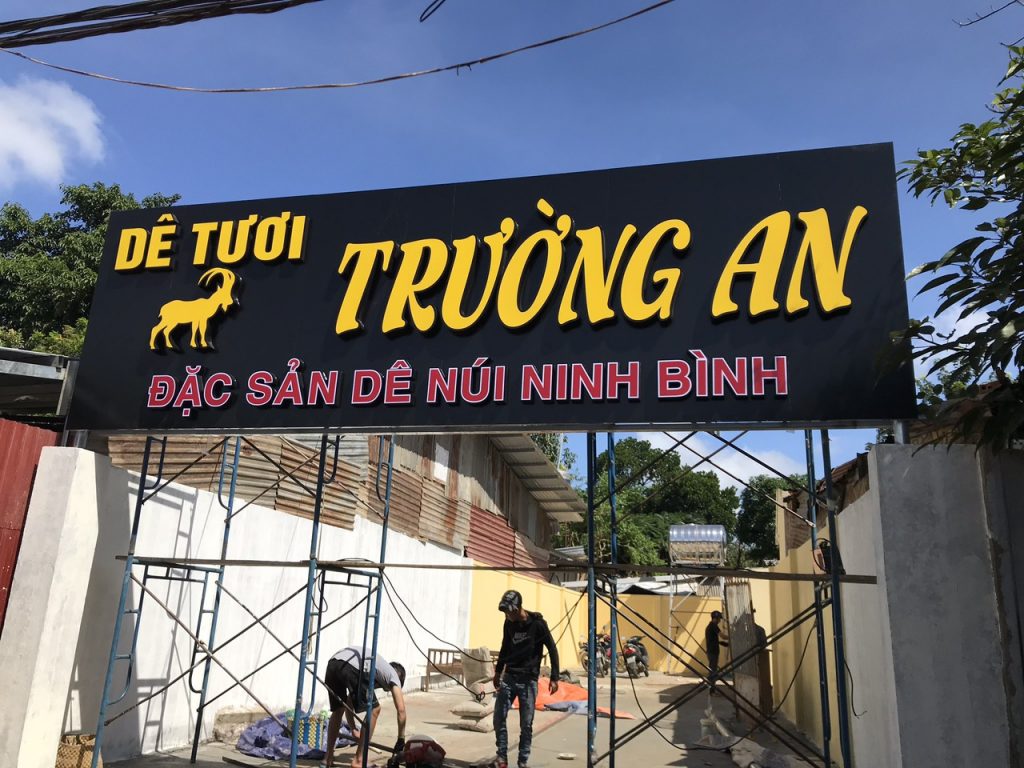 DÊ TƯƠI
TRƯỜNG AN
ĐẶC SẢN DÊ NÚI NINH BÌNH